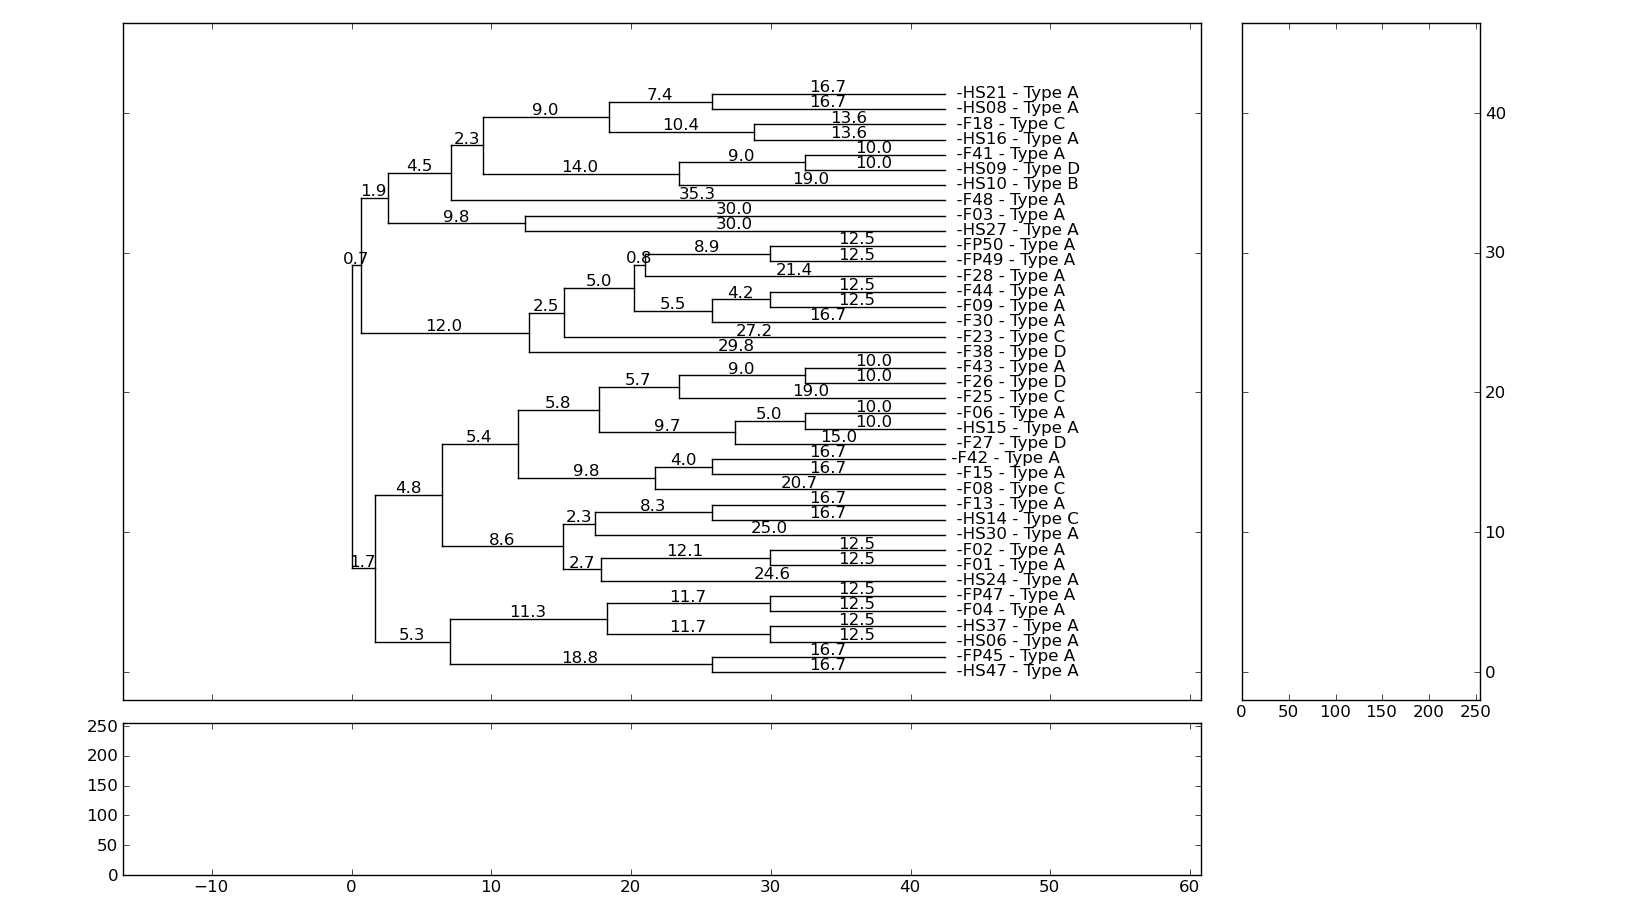 16.7
-HS21 - Type A
7.4
16.7
-HS08 - Type A
9.0
13.6
-F18 - Type C
40
10.4
13.6
-HS16 - Type A
2.3
10.0
-F41 - Type A
9.0
10.0
-HS09 - Type D
4.5
14.0
19.0
-HS10 - Type B
1.9
35.3
-F48 - Type A
30.0
-F03 - Type A
9.8
30.0
-HS27 - Type A
12.5
-FP50 - Type A
8.9
30
0.7
0.8
12.5
-FP49 - Type A
21.4
-F28 - Type A
5.0
12.5
-F44 - Type A
4.2
12.5
-F09 - Type A
2.5
5.5
16.7
-F30 - Type A
12.0
27.2
-F23 - Type C
29.8
-F38 - Type D
10.0
-F43 - Type A
9.0
10.0
-F26 - Type D
5.7
19.0
-F25 - Type C
20
5.8
10.0
-F06 - Type A
5.0
10.0
-HS15 - Type A
9.7
15.0
-F27 - Type D
5.4
16.7
-F42 - Type A
4.0
16.7
-F15 - Type A
9.8
20.7
-F08 - Type C
4.8
16.7
-F13 - Type A
8.3
16.7
-HS14 - Type C
2.3
25.0
-HS30 - Type A
10
8.6
12.5
-F02 - Type A
12.1
12.5
-F01 - Type A
1.7
2.7
24.6
-HS24 - Type A
12.5
-FP47 - Type A
11.7
12.5
-F04 - Type A
11.3
12.5
-HS37 - Type A
11.7
12.5
-HS06 - Type A
5.3
16.7
-FP45 - Type A
18.8
16.7
-HS47 - Type A
0
0 50 100 150 200 250
250
200
150
100
50
0
−10 0 10 20 30 40 50 60